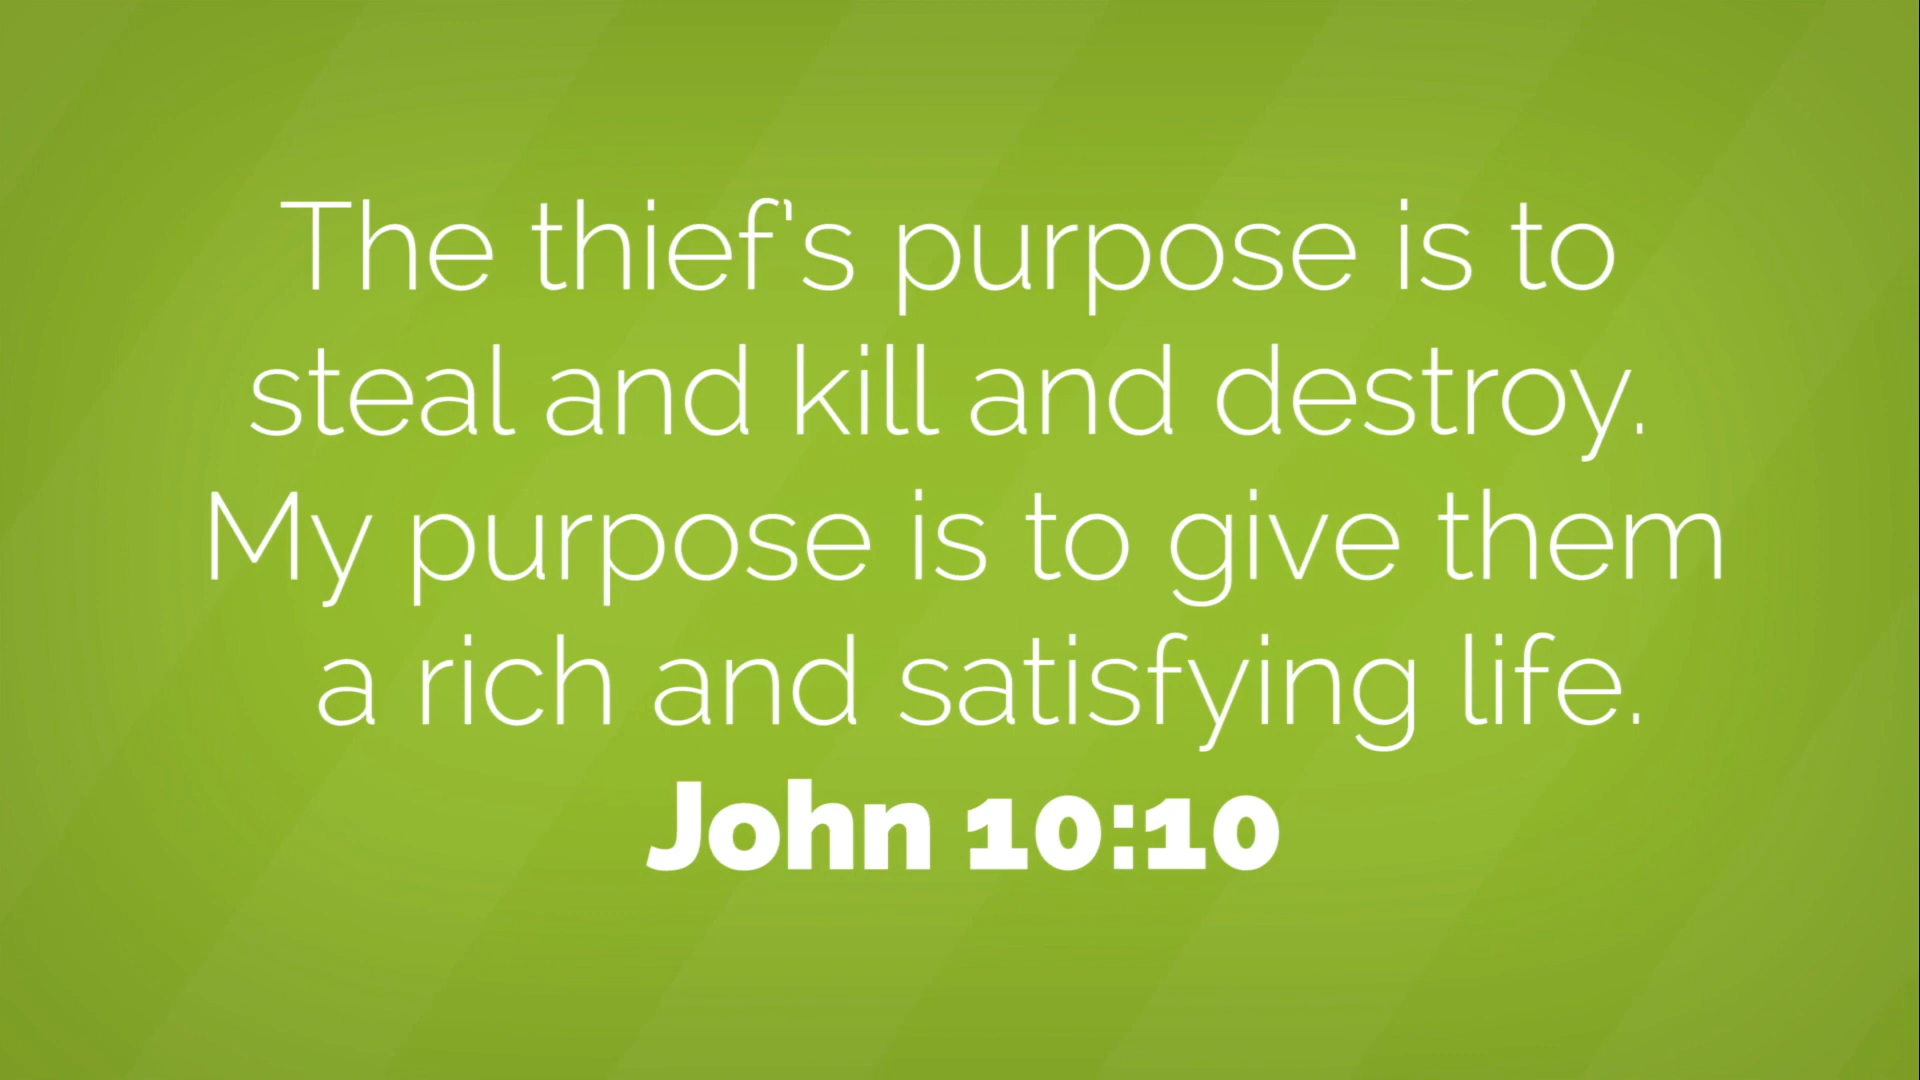 The thief's purpose is to
steal and kill and destroy.
My purpose is to give them
a rich and satisfying life.
John 10:10